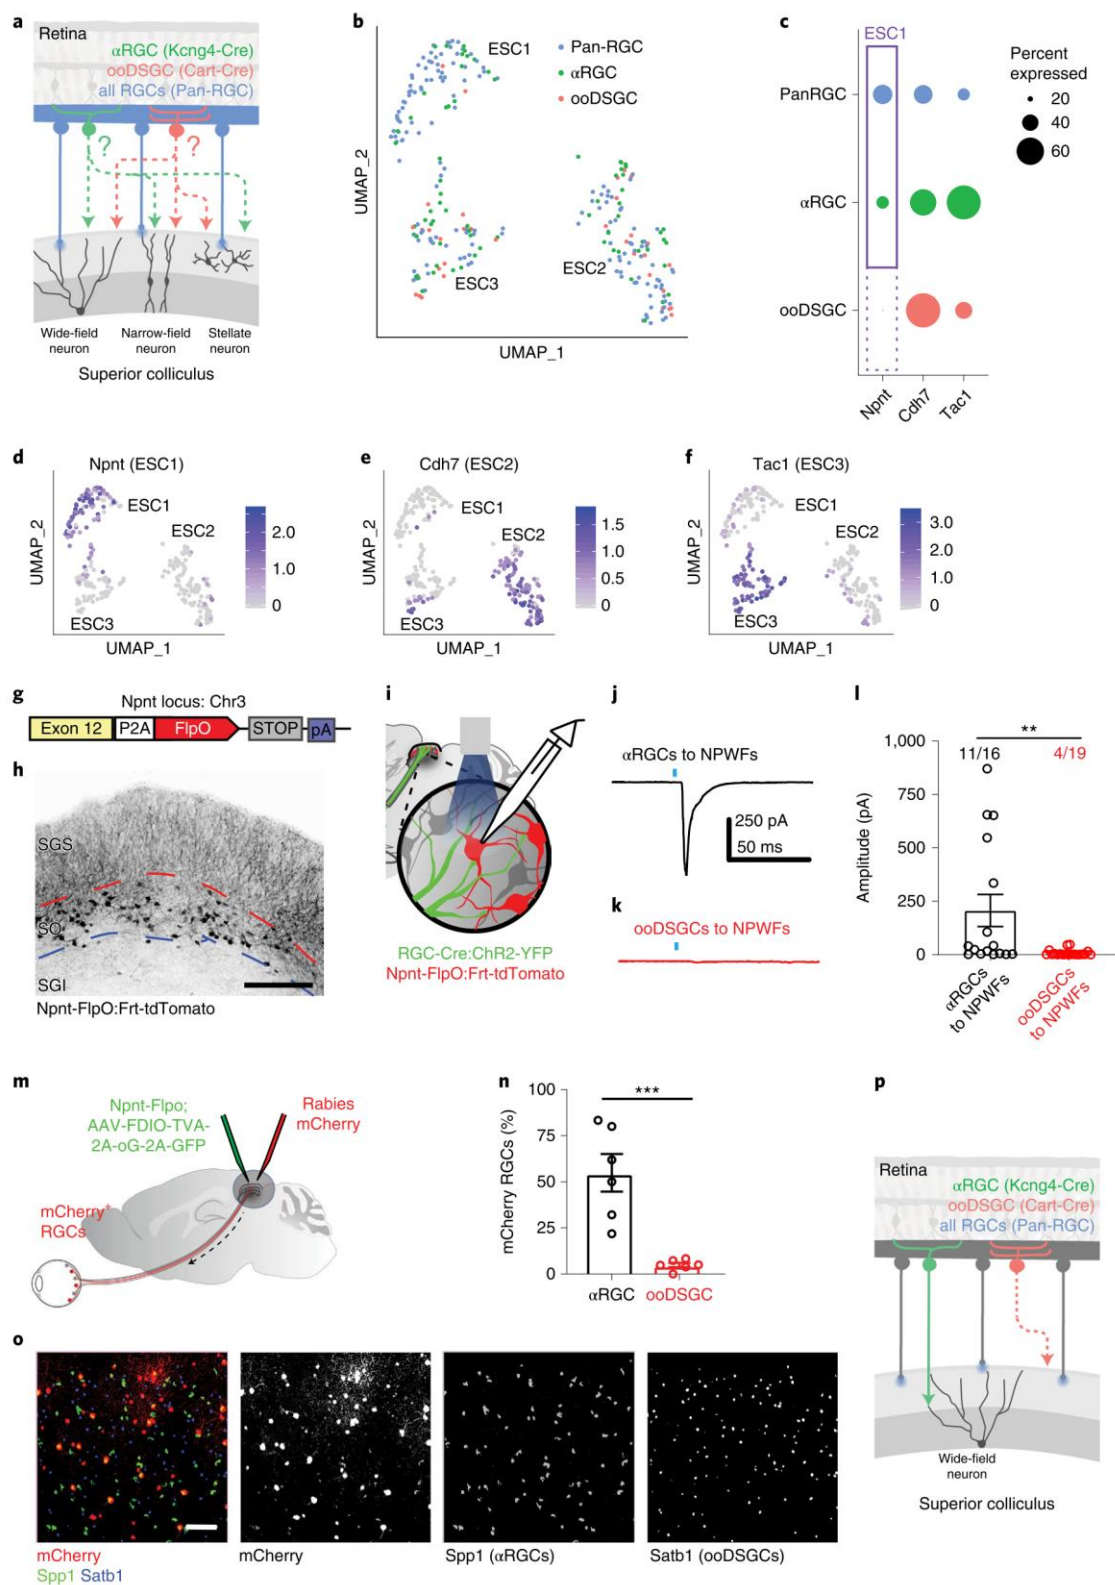 a
Retina
αRGC (Kcng4-Cre)
ooDSGC (Cart-Cre)
all RGCs (Pan-RGC)
?
?
Wide-field
neuron
Narrow-field
neuron
Stellate
neuron
Superior colliculus
b
ESC1
Pan-RGC
αRGC
ooDSGC
ESC3
ESC2
UMAP_2
UMAP_1
c
ESC1
PanRGC
αRGC
ooDSGC
Npnt
Cdh7
Tac1
Percent
expressed
20
40
60
d
Npnt (ESC1)
ESC1
ESC2
ESC3
UMAP_2
UMAP_1
2.0
1.0
0
e
Cdh7 (ESC2)
ESC1
ESC2
ESC3
UMAP_2
UMAP_1
1.5
1.0
0.5
0
f
Tac1 (ESC3)
ESC1
ESC2
ESC3
UMAP_2
UMAP_1
3.0
2.0
1.0
0
g
Npnt locus: Chr3
Exon 12 P2A FlpO STOP pA
h
SGS
SO
SGI
Npnt-FlpO:Frt-tdTomato
i
RGC-Cre:ChR2-YFP
Npnt-FlpO:Frt-tdTomato
j
αRGCs to NPWFs
250 pA
50 ms
k
ooDSGCs to NPWFs
l
**
11/16 4/19
1,000
750
500
250
0
Amplitude (pA)
αRGCs
to NPWFs
ooDSGCs
to NPWFs
m
Npnt-Flpo;
AAV-FDIO-TVA-
2A-oG-2A-GFP
Rabies
mCherry
mCherry+
RGCs
n
***
100
75
50
25
0
mCherry RGCs (%)
αRGC
ooDSGC
o
mCherry
Spp1 Satb1
mCherry
Spp1 (αRGCs)
Satb1 (ooDSGCs)
p
Retina
αRGC (Kcng4-Cre)
ooDSGC (Cart-Cre)
all RGCs (Pan-RGC)
Wide-field
neuron
Superior colliculus